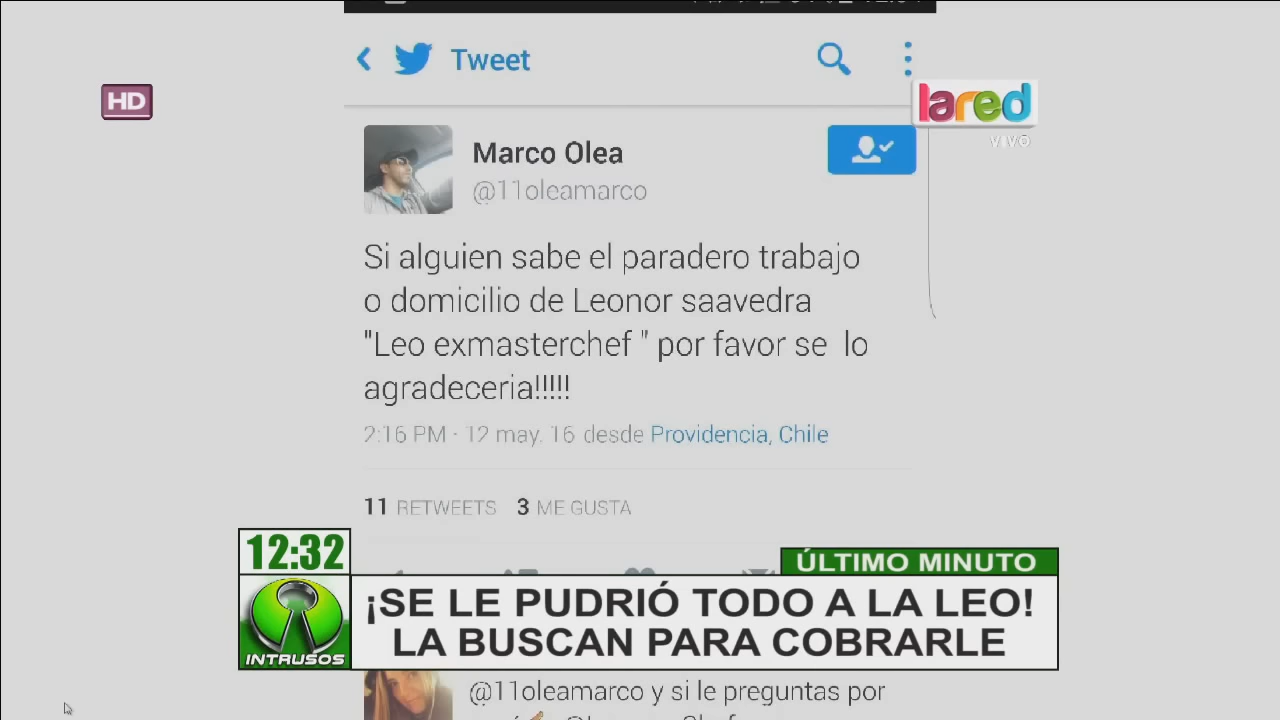 Tweet
HD
lared
VIVO
Marco Olea
@11oleamarco
Si alguien sabe el paradero trabajo
o domicilio de Leonor saavedra
"Leo exmasterchef " por favor se lo
agradeceria!!!!!
2:16 PM · 12 may. 16 desde Providencia, Chile
11 RETWEETS 3 ME GUSTA
12:32
ÚLTIMO MINUTO
¡SE LE PUDRIÓ TODO A LA LEO!
LA BUSCAN PARA COBRARLE
INTRUSOS
@11oleamarco y si le preguntas por